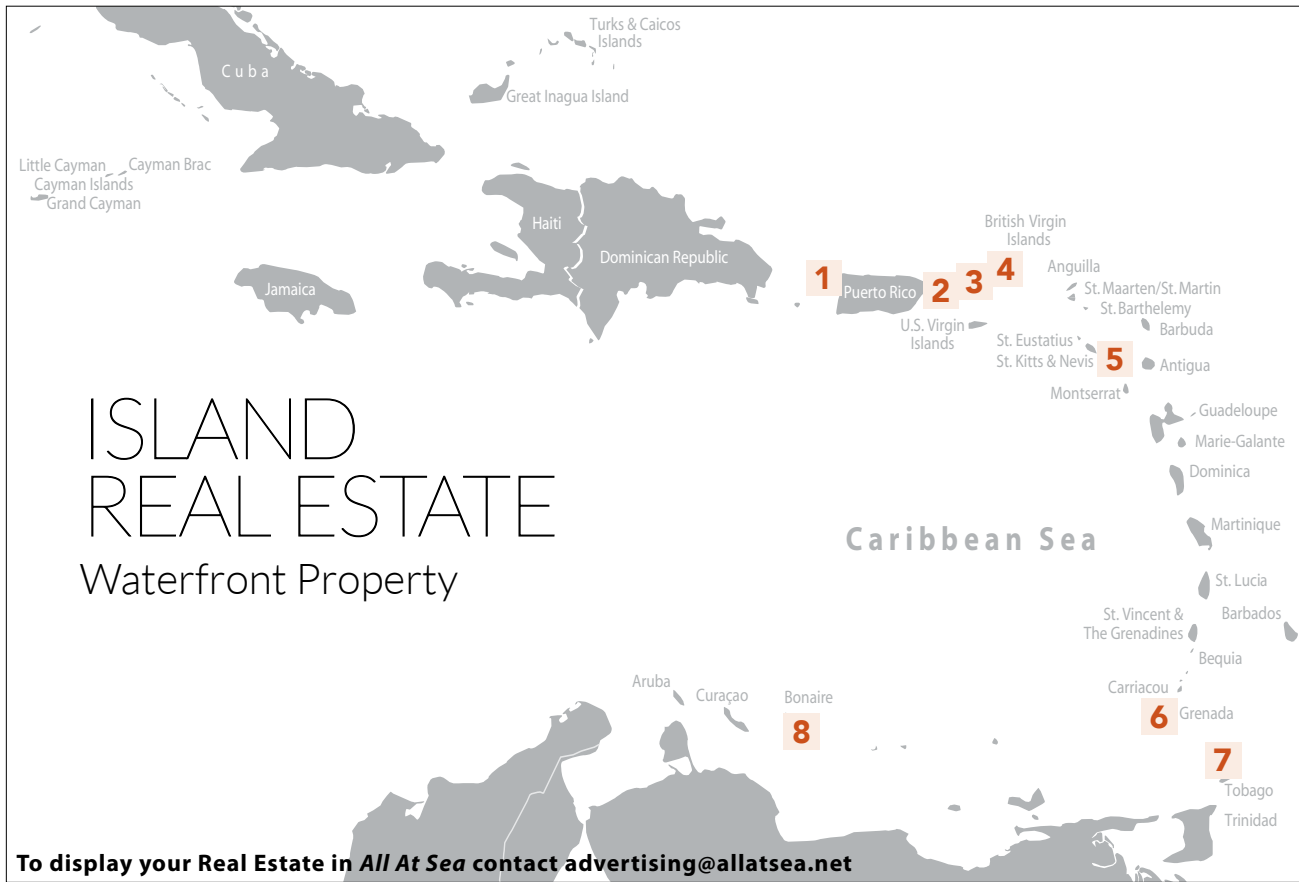 Turks & Caicos
Islands
Cuba
Great Inagua Island
Little Cayman
Cayman Brac
Cayman Islands
Grand Cayman
Haiti
Dominican Republic
Jamaica
1
Puerto Rico
2
3
4
British Virgin
Islands
U.S. Virgin
Islands
Anguilla
St. Maarten/St. Martin
St. Barthelemy
Barbuda
St. Eustatius
St. Kitts & Nevis
5
Antigua
Montserrat
Guadeloupe
Marie-Galante
Dominica
ISLAND
REAL ESTATE
Waterfront Property
Caribbean Sea
Martinique
St. Lucia
St. Vincent &
The Grenadines
Barbados
Bequia
Carriacou
6
Grenada
Aruba
Curaçao
Bonaire
8
7
Tobago
Trinidad
To display your Real Estate in All At Sea contact advertising@allatsea.net